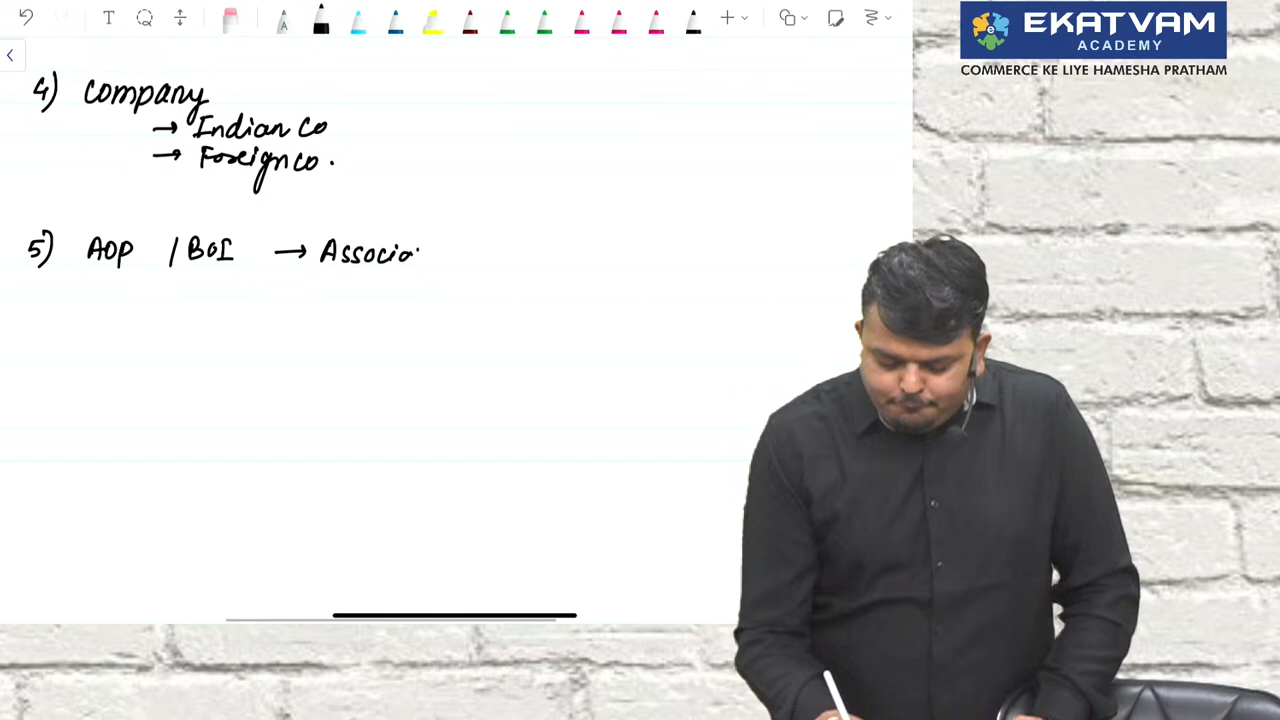 EKATVAM
ACADEMY
COMMERCE KE LIYE HAMESHA PRATHAM
4) Company
→ Indian Co
→ Foreign co.
5) AOP / BOI → Associa